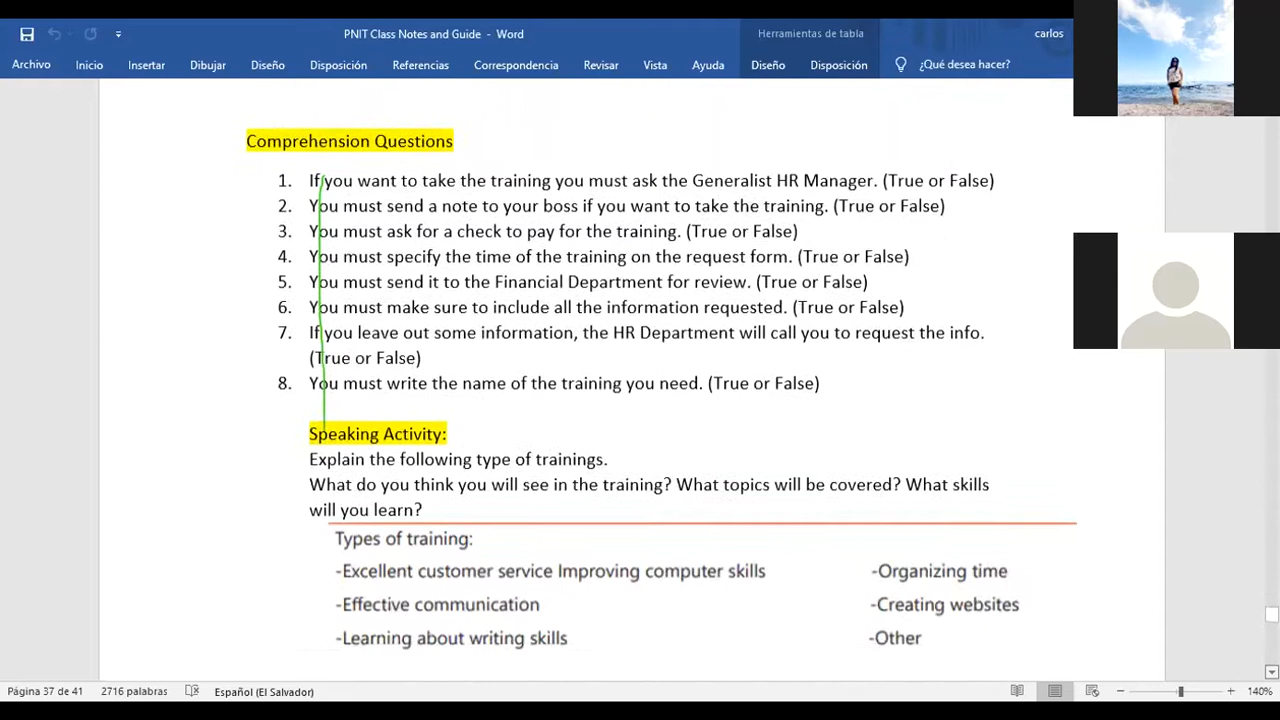 PNIT Class Notes and Guide - Word
Herramientas de tabla
carlos
Archivo Inicio Insertar Dibujar Diseño Disposición Referencias Correspondencia Revisar Vista Ayuda Diseño Disposición ¿Qué desea hacer?
Comprehension Questions
1. If you want to take the training you must ask the Generalist HR Manager. (True or False)
2. You must send a note to your boss if you want to take the training. (True or False)
3. You must ask for a check to pay for the training. (True or False)
4. You must specify the time of the training on the request form. (True or False)
5. You must send it to the Financial Department for review. (True or False)
6. You must make sure to include all the information requested. (True or False)
7. If you leave out some information, the HR Department will call you to request the info.
(True or False)
8. You must write the name of the training you need. (True or False)
Speaking Activity:
Explain the following type of trainings.
What do you think you will see in the training? What topics will be covered? What skills
will you learn?
Types of training:
-Excellent customer service Improving computer skills -Organizing time
-Effective communication -Creating websites
-Learning about writing skills -Other
Página 37 de 41 2716 palabras Español (El Salvador) 140%